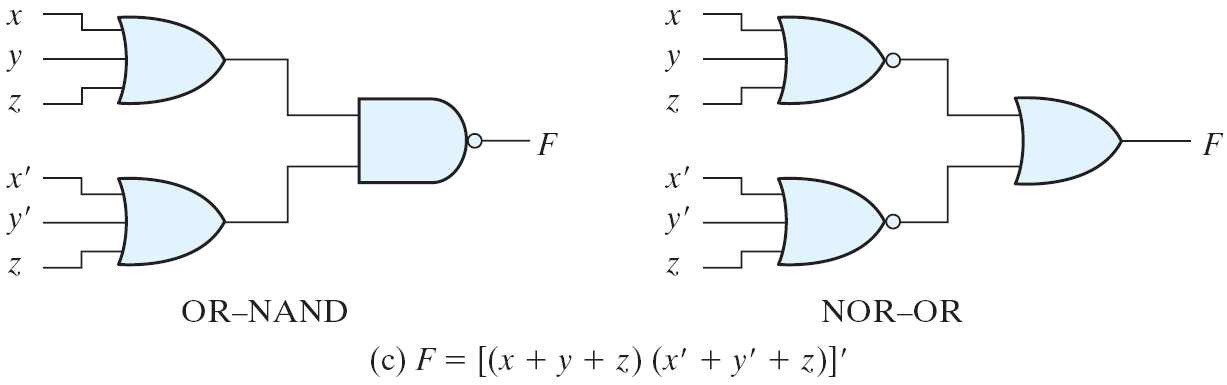 x x
y y
z z
F F
x′ x′
y′ y′
z z
OR–NAND NOR–OR
(c) F = [(x + y + z) (x′ + y′ + z)]′